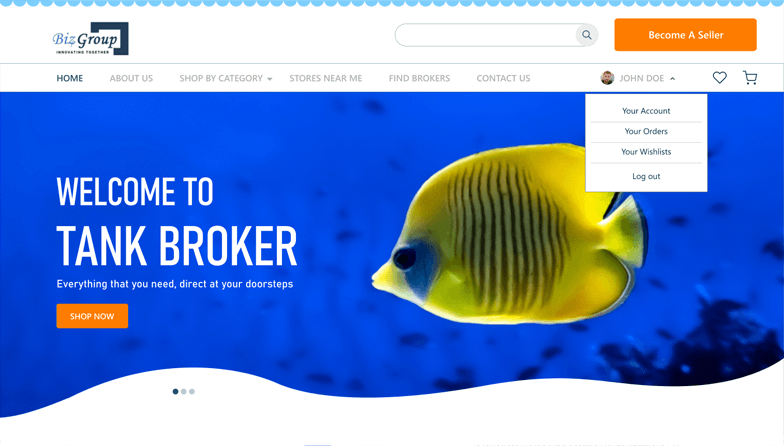 Biz Group
INNOVATING TOGETHER
Become A Seller
HOME
ABOUT US
SHOP BY CATEGORY
STORES NEAR ME
FIND BROKERS
CONTACT US
JOHN DOE
Your Account
Your Orders
Your Wishlists
Log out
WELCOME TO
TANK BROKER
Everything that you need, direct at your doorsteps
SHOP NOW